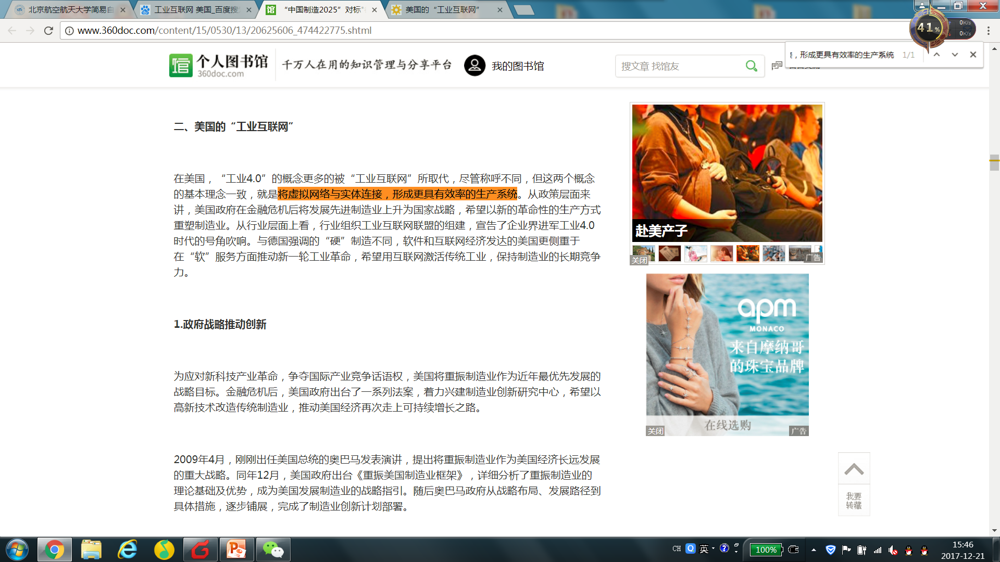 北京航空航天大学简易自
工业互联网 美国_百度搜
“中国制造2025”对标“
美国的“工业互联网”
www.360doc.com/content/15/0530/13/20625606_474422775.shtml
41%
0K/s
0K/s
，形成更具有效率的生产系统 1/1
个人图书馆
360doc.com
千万人在用的知识管理与分享平台
我的图书馆
搜文章 找馆友
二、美国的“工业互联网”
在美国，“工业4.0”的概念更多的被“工业互联网”所取代，尽管称呼不同，但这两个概念
的基本理念一致，就是将虚拟网络与实体连接，形成更具有效率的生产系统。从政策层面来
讲，美国政府在金融危机后将发展先进制造业上升为国家战略，希望以新的革命性的生产方式
重塑制造业。从行业层面上看，行业组织工业互联网联盟的组建，宣告了企业界进军工业4.0
时代的号角吹响。与德国强调的“硬”制造不同，软件和互联网经济发达的美国更侧重于
在“软”服务方面推动新一轮工业革命，希望用互联网激活传统工业，保持制造业的长期竞争
力。
1.政府战略推动创新
为应对新科技产业革命，争夺国际产业竞争话语权，美国将重振制造业作为近年最优先发展的
战略目标。金融危机后，美国政府出台了一系列法案，着力兴建制造业创新研究中心，希望以
高新技术改造传统制造业，推动美国经济再次走上可持续增长之路。
2009年4月，刚刚出任美国总统的奥巴马发表演讲，提出将重振制造业作为美国经济长远发展
的重大战略。同年12月，美国政府出台《重振美国制造业框架》，详细分析了重振制造业的
理论基础及优势，成为美国发展制造业的战略指引。随后奥巴马政府从战略布局、发展路径到
具体措施，逐步铺展，完成了制造业创新计划部署。
赴美产子
关闭
广告
apm
MONACO
来自摩纳哥
的珠宝品牌
在线选购
关闭
广告
我要
转藏
CH
英
100%
15:46
2017-12-21